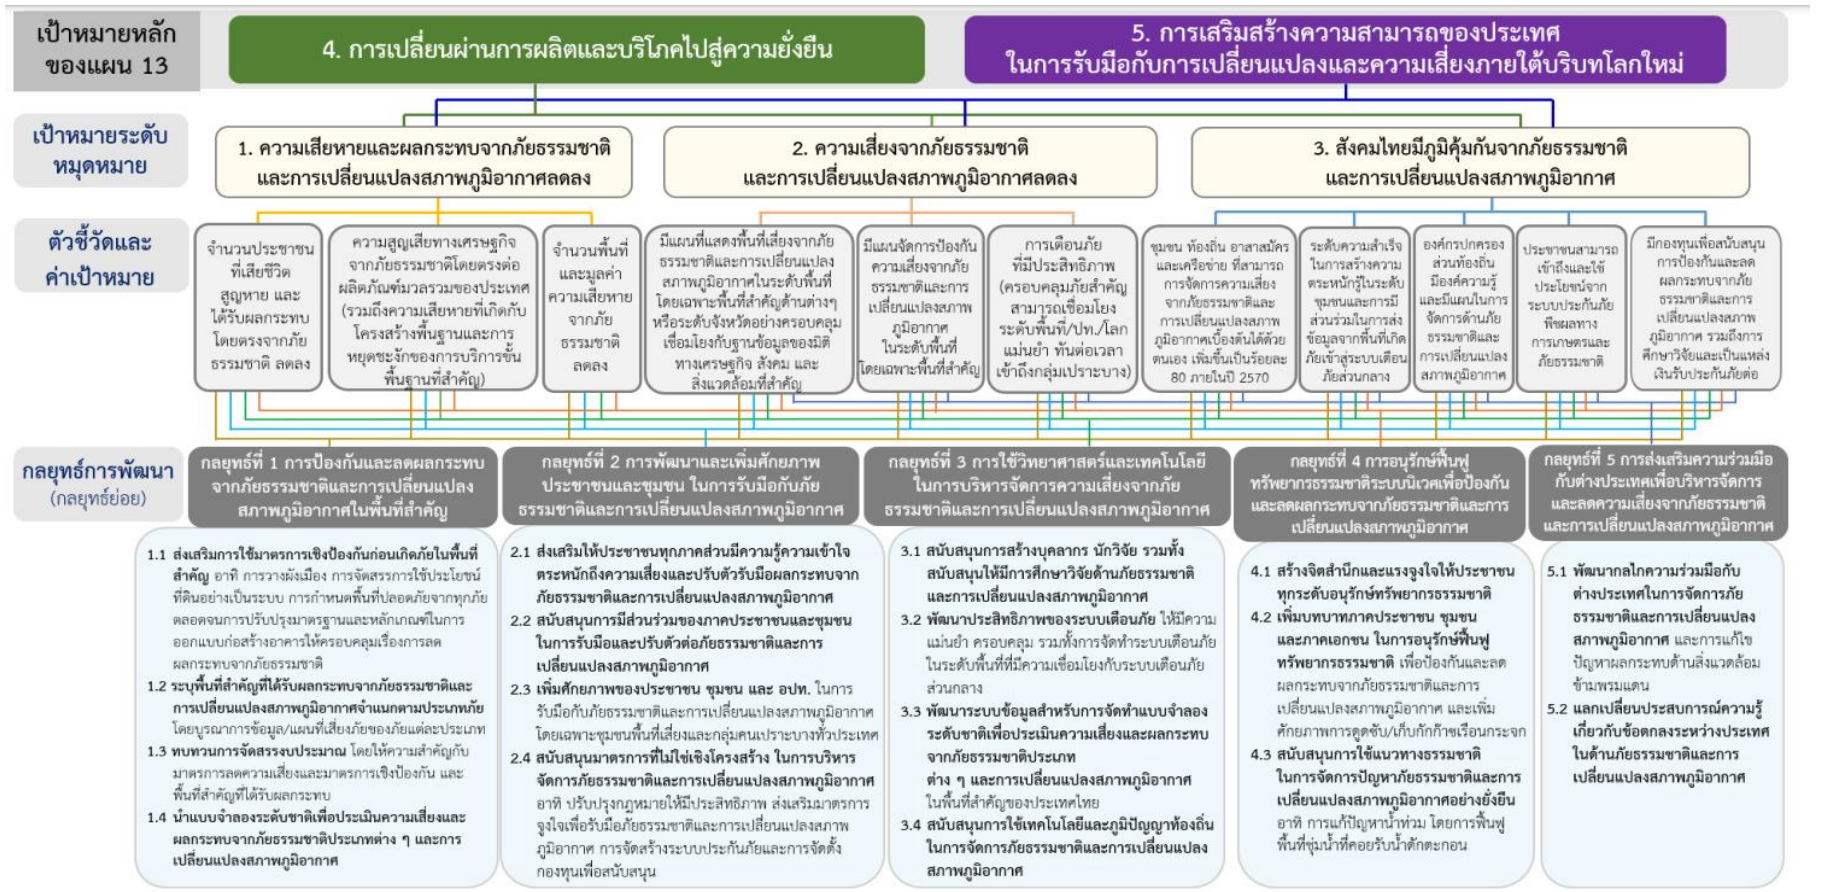 เป้าหมายหลัก
ของแผน 13
4. การเปลี่ยนผ่านการผลิตและบริโภคไปสู่ความยั่งยืน
5. การเสริมสร้างความสามารถของประเทศ
ในการรับมือกับการเปลี่ยนแปลงและความเสี่ยงภายใต้บริบทโลกใหม่
เป้าหมายระดับ
หมุดหมาย
1. ความเสียหายและผลกระทบจากภัยธรรมชาติ
และการเปลี่ยนแปลงสภาพภูมิอากาศลดลง
2. ความเสี่ยงจากภัยธรรมชาติ
และการเปลี่ยนแปลงสภาพภูมิอากาศลดลง
3. สังคมไทยมีภูมิคุ้มกันจากภัยธรรมชาติ
และการเปลี่ยนแปลงสภาพภูมิอากาศ
ตัวชี้วัดและ
ค่าเป้าหมาย
จำนวนประชาชน
ที่เสียชีวิต
สูญหาย และ
ได้รับผลกระทบ
โดยตรงจากภัย
ธรรมชาติ ลดลง
ความสูญเสียทางเศรษฐกิจ
จากภัยธรรมชาติโดยตรงต่อ
ผลิตภัณฑ์มวลรวมของประเทศ
(รวมถึงความเสียหายที่เกิดกับ
โครงสร้างพื้นฐานและการ
หยุดชะงักของการบริการขั้น
พื้นฐานที่สำคัญ)
จำนวนพื้นที่
และมูลค่า
ความเสียหาย
จากภัย
ธรรมชาติ
ลดลง
มีแผนที่แสดงพื้นที่เสี่ยงจากภัย
ธรรมชาติและการเปลี่ยนแปลง
สภาพภูมิอากาศในระดับพื้นที่
โดยเฉพาะพื้นที่สำคัญด้านต่างๆ
หรือระดับจังหวัดอย่างครอบคลุม
เชื่อมโยงกับฐานข้อมูลของมิติ
ทางเศรษฐกิจ สังคม และ
สิ่งแวดล้อมที่สำคัญ
มีแผนจัดการป้องกัน
ความเสี่ยงจากภัย
ธรรมชาติและการ
เปลี่ยนแปลงสภาพ
ภูมิอากาศ
ในระดับพื้นที่
โดยเฉพาะพื้นที่สำคัญ
การเตือนภัย
ที่มีประสิทธิภาพ
(ครอบคลุมภัยสำคัญ
สามารถเชื่อมโยง
ระดับพื้นที่/ปท./โลก
แม่นยำ ทันต่อเวลา
เข้าถึงกลุ่มเปราะบาง)
ชุมชน ท้องถิ่น อาสาสมัคร
และเครือข่าย ที่สามารถ
การจัดการความเสี่ยง
จากภัยธรรมชาติและ
การเปลี่ยนแปลงสภาพ
ภูมิอากาศเบื้องต้นได้ด้วย
ตนเอง เพิ่มขึ้นเป็นร้อยละ
80 ภายในปี 2570
ระดับความสำเร็จ
ในการสร้างความ
ตระหนักรู้ในระดับ
ชุมชนและการมี
ส่วนร่วมในการส่ง
ข้อมูลจากพื้นที่เกิด
ภัยเข้าสู่ระบบเตือน
ภัยส่วนกลาง
องค์กรปกครอง
ส่วนท้องถิ่น
มีองค์ความรู้
และมีแผนในการ
จัดการด้านภัย
ธรรมชาติและ
การเปลี่ยนแปลง
สภาพภูมิอากาศ
ประชาชนสามารถ
เข้าถึงและใช้
ประโยชน์จาก
ระบบประกันภัย
พืชผลทาง
การเกษตรและ
ภัยธรรมชาติ
มีกองทุนเพื่อสนับสนุน
การป้องกันและลด
ผลกระทบจากภัย
ธรรมชาติและการ
เปลี่ยนแปลงสภาพ
ภูมิอากาศ รวมถึงการ
ศึกษาวิจัยและเป็นแหล่ง
เงินรับประกันภัยต่อ
กลยุทธ์การพัฒนา
(กลยุทธ์ย่อย)
กลยุทธ์ที่ 1 การป้องกันและลดผลกระทบ
จากภัยธรรมชาติและการเปลี่ยนแปลง
สภาพภูมิอากาศในพื้นที่สำคัญ
กลยุทธ์ที่ 2 การพัฒนาและเพิ่มศักยภาพ
ประชาชนและชุมชน ในการรับมือกับภัย
ธรรมชาติและการเปลี่ยนแปลงสภาพภูมิอากาศ
กลยุทธ์ที่ 3 การใช้วิทยาศาสตร์และเทคโนโลยี
ในการบริหารจัดการความเสี่ยงจากภัย
ธรรมชาติและการเปลี่ยนแปลงสภาพภูมิอากาศ
กลยุทธ์ที่ 4 การอนุรักษ์ฟื้นฟู
ทรัพยากรธรรมชาติระบบนิเวศเพื่อป้องกัน
และลดผลกระทบจากภัยธรรมชาติและการ
เปลี่ยนแปลงสภาพภูมิอากาศ
กลยุทธ์ที่ 5 การส่งเสริมความร่วมมือ
กับต่างประเทศเพื่อบริหารจัดการ
และลดความเสี่ยงจากภัยธรรมชาติ
และการเปลี่ยนแปลงสภาพภูมิอากาศ
1.1 ส่งเสริมการใช้มาตรการเชิงป้องกันก่อนเกิดภัยในพื้นที่
สำคัญ อาทิ การวางผังเมือง การจัดสรรการใช้ประโยชน์
ที่ดินอย่างเป็นระบบ การกำหนดพื้นที่ปลอดภัยจากทุกภัย
ตลอดจนการปรับปรุงมาตรฐานและหลักเกณฑ์ในการ
ออกแบบก่อสร้างอาคารให้ครอบคลุมเรื่องการลด
ผลกระทบจากภัยธรรมชาติ
1.2 ระบุพื้นที่สำคัญที่ได้รับผลกระทบจากภัยธรรมชาติและ
การเปลี่ยนแปลงสภาพภูมิอากาศจำแนกตามประเภทภัย
โดยบูรณาการข้อมูล/แผนที่เสี่ยงภัยของภัยแต่ละประเภท
1.3 ทบทวนการจัดสรรงบประมาณ โดยให้ความสำคัญกับ
มาตรการลดความเสี่ยงและมาตรการเชิงป้องกัน และ
พื้นที่สำคัญที่ได้รับผลกระทบ
1.4 นำแบบจำลองระดับชาติเพื่อประเมินความเสี่ยงและ
ผลกระทบจากภัยธรรมชาติประเภทต่าง ๆ และการ
เปลี่ยนแปลงสภาพภูมิอากาศ
2.1 ส่งเสริมให้ประชาชนทุกภาคส่วนมีความรู้ความเข้าใจ
ตระหนักถึงความเสี่ยงและปรับตัวรับมือผลกระทบจาก
ภัยธรรมชาติและการเปลี่ยนแปลงสภาพภูมิอากาศ
2.2 สนับสนุนการมีส่วนร่วมของภาคประชาชนและชุมชน
ในการรับมือและปรับตัวต่อภัยธรรมชาติและการ
เปลี่ยนแปลงสภาพภูมิอากาศ
2.3 เพิ่มศักยภาพของประชาชน ชุมชน และ อปท. ในการ
รับมือกับภัยธรรมชาติและการเปลี่ยนแปลงสภาพภูมิอากาศ
โดยเฉพาะชุมชนพื้นที่เสี่ยงและกลุ่มคนเปราะบางทั่วประเทศ
2.4 สนับสนุนมาตรการที่ไม่ใช่เชิงโครงสร้าง ในการบริหาร
จัดการภัยธรรมชาติและการเปลี่ยนแปลงสภาพภูมิอากาศ
อาทิ ปรับปรุงกฎหมายให้มีประสิทธิภาพ ส่งเสริมมาตรการ
จูงใจเพื่อรับมือภัยธรรมชาติและการเปลี่ยนแปลงสภาพ
ภูมิอากาศ การจัดสร้างระบบประกันภัยและการจัดตั้ง
กองทุนเพื่อสนับสนุน
3.1 สนับสนุนการสร้างบุคลากร นักวิจัย รวมทั้ง
สนับสนุนให้มีการศึกษาวิจัยด้านภัยธรรมชาติ
และการเปลี่ยนแปลงสภาพภูมิอากาศ
3.2 พัฒนาประสิทธิภาพของระบบเตือนภัย ให้มีความ
แม่นยำ ครอบคลุม รวมทั้งการจัดทำระบบเตือนภัย
ในระดับพื้นที่ที่มีความเชื่อมโยงกับระบบเตือนภัย
ส่วนกลาง
3.3 พัฒนาระบบข้อมูลสำหรับการจัดทำแบบจำลอง
ระดับชาติเพื่อประเมินความเสี่ยงและผลกระทบ
จากภัยธรรมชาติประเภท
ต่าง ๆ และการเปลี่ยนแปลงสภาพภูมิอากาศ
ในพื้นที่สำคัญของประเทศไทย
3.4 สนับสนุนการใช้เทคโนโลยีและภูมิปัญญาท้องถิ่น
ในการจัดการภัยธรรมชาติและการเปลี่ยนแปลง
สภาพภูมิอากาศ
4.1 สร้างจิตสำนึกและแรงจูงใจให้ประชาชน
ทุกระดับอนุรักษ์ทรัพยากรธรรมชาติ
4.2 เพิ่มบทบาทภาคประชาชน ชุมชน
และภาคเอกชน ในการอนุรักษ์ฟื้นฟู
ทรัพยากรธรรมชาติ เพื่อป้องกันและลด
ผลกระทบจากภัยธรรมชาติและการ
เปลี่ยนแปลงสภาพภูมิอากาศ และเพิ่ม
ศักยภาพการดูดซับ/เก็บกักก๊าซเรือนกระจก
4.3 สนับสนุนการใช้แนวทางธรรมชาติ
ในการจัดการปัญหาภัยธรรมชาติและการ
เปลี่ยนแปลงสภาพภูมิอากาศอย่างยั่งยืน
อาทิ การแก้ปัญหาน้ำท่วม โดยการฟื้นฟู
พื้นที่ชุ่มน้ำที่คอยรับน้ำดักตะกอน
5.1 พัฒนากลไกความร่วมมือกับ
ต่างประเทศในการจัดการภัย
ธรรมชาติและการเปลี่ยนแปลง
สภาพภูมิอากาศ และการแก้ไข
ปัญหาผลกระทบด้านสิ่งแวดล้อม
ข้ามพรมแดน
5.2 แลกเปลี่ยนประสบการณ์ความรู้
เกี่ยวกับข้อตกลงระหว่างประเทศ
ในด้านภัยธรรมชาติและการ
เปลี่ยนแปลงสภาพภูมิอากาศ